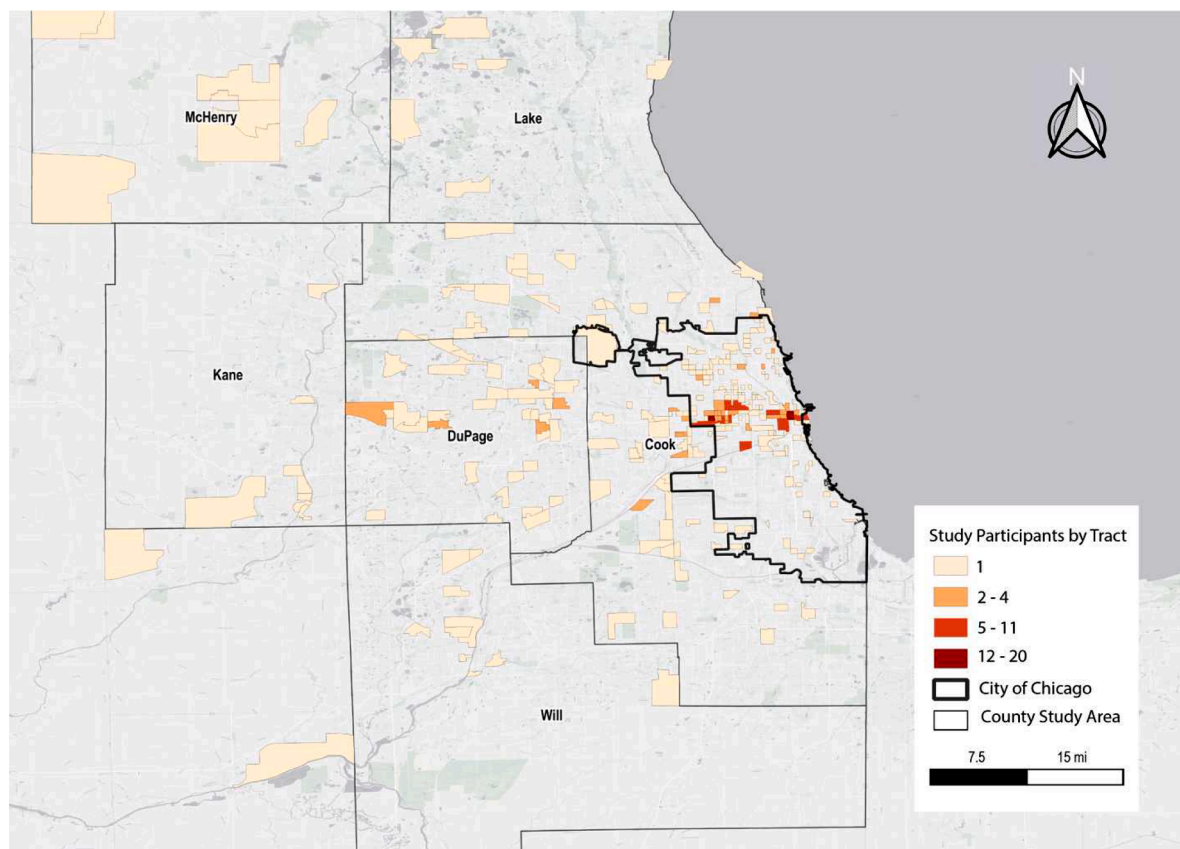 N
McHenry
Lake
Kane
DuPage
Cook
Will
Study Participants by Tract
1
2 - 4
5 - 11
12 - 20
City of Chicago
County Study Area
7.5 15 mi